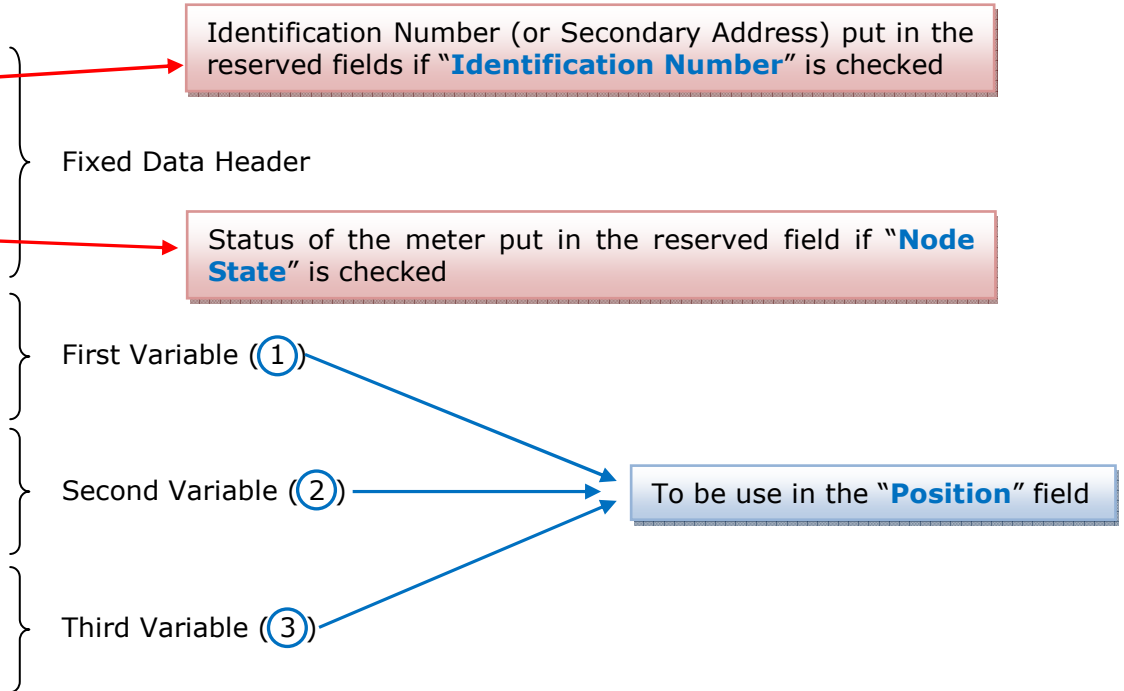 Identification Number (or Secondary Address) put in the
reserved fields if “Identification Number” is checked
Fixed Data Header
Status of the meter put in the reserved field if “Node
State” is checked
First Variable (1)
Second Variable (2)
To be use in the “Position” field
Third Variable (3)